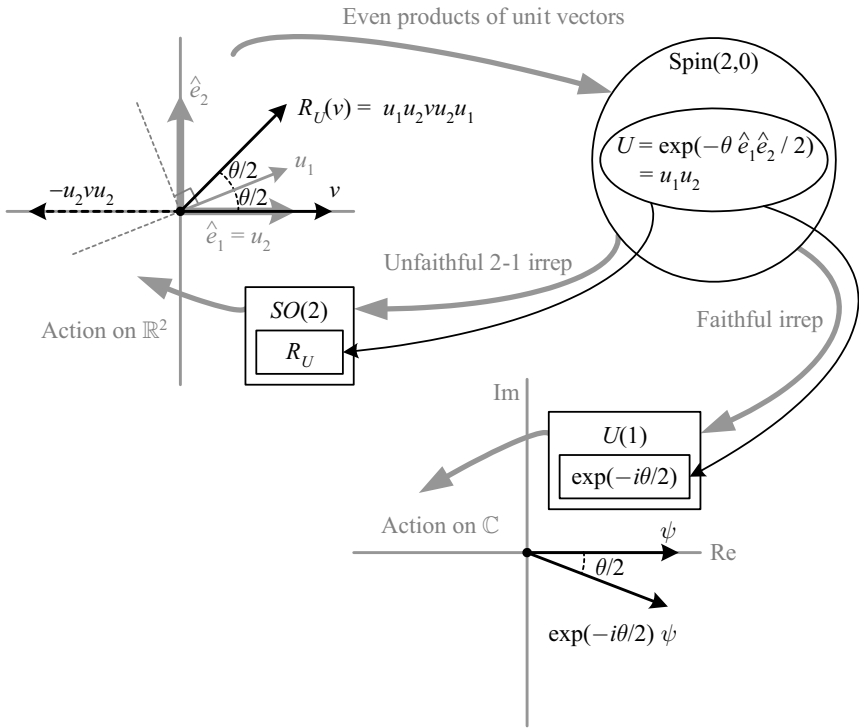 Even products of unit vectors
Spin(2,0)
ê₂
R_U(v) = u₁u₂vu₂u₁
U = exp(−θ ê₁ê₂ / 2)
= u₁u₂
θ/2
u₁
−u₂vu₂
θ/2
v
ê₁ = u₂
Unfaithful 2-1 irrep
SO(2)
Action on ℝ²
Faithful irrep
R_U
Im
U(1)
exp(−iθ/2)
Action on ℂ
ψ
Re
θ/2
exp(−iθ/2) ψ